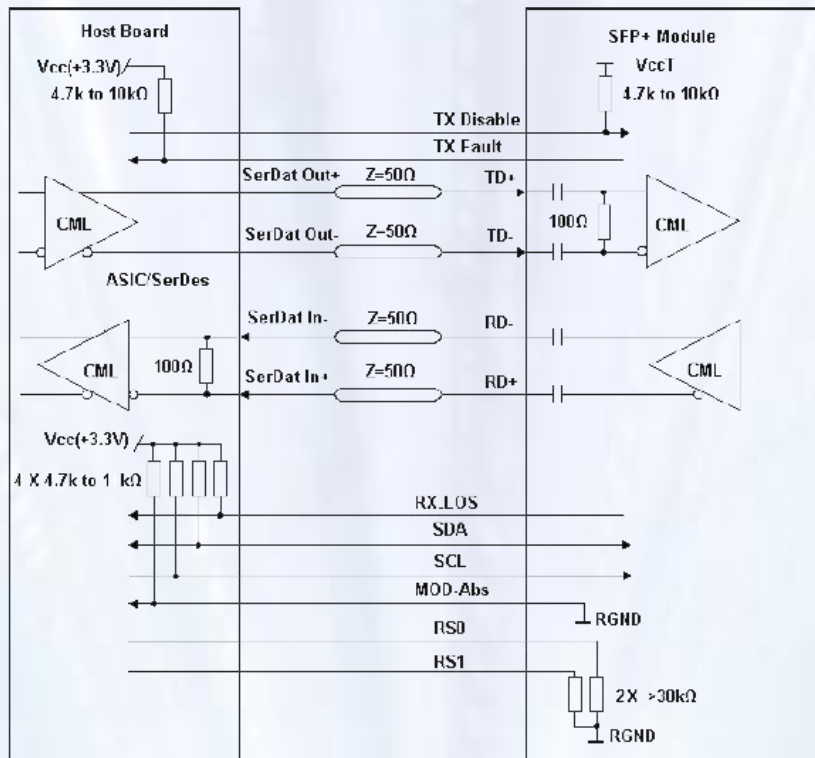 Host Board
SFP+ Module
Vcc(+3.3V)
VccT
4.7k to 10kΩ
4.7k to 10kΩ
TX Disable
TX Fault
SerDat Out+
Z=50Ω
TD+
CML
100Ω
CML
SerDat Out-
Z=50Ω
TD-
ASIC/SerDes
SerDat In-
Z=50Ω
RD-
100Ω
CML
CML
SerDat In+
Z=50Ω
RD+
Vcc(+3.3V)
4 X 4.7k to 1 kΩ
RX_LOS
SDA
SCL
MOD-Abs
RGND
RS0
RS1
2X >30kΩ
RGND